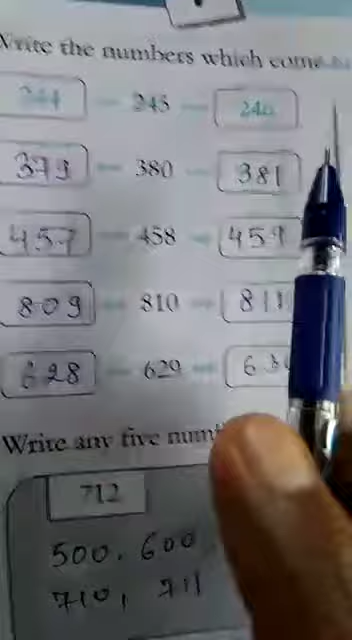 Write the numbers which come
244 245 246
379 380 381
457 458 459
809 810 811
628 629 63
Write any five num
712
500, 600
710, 711